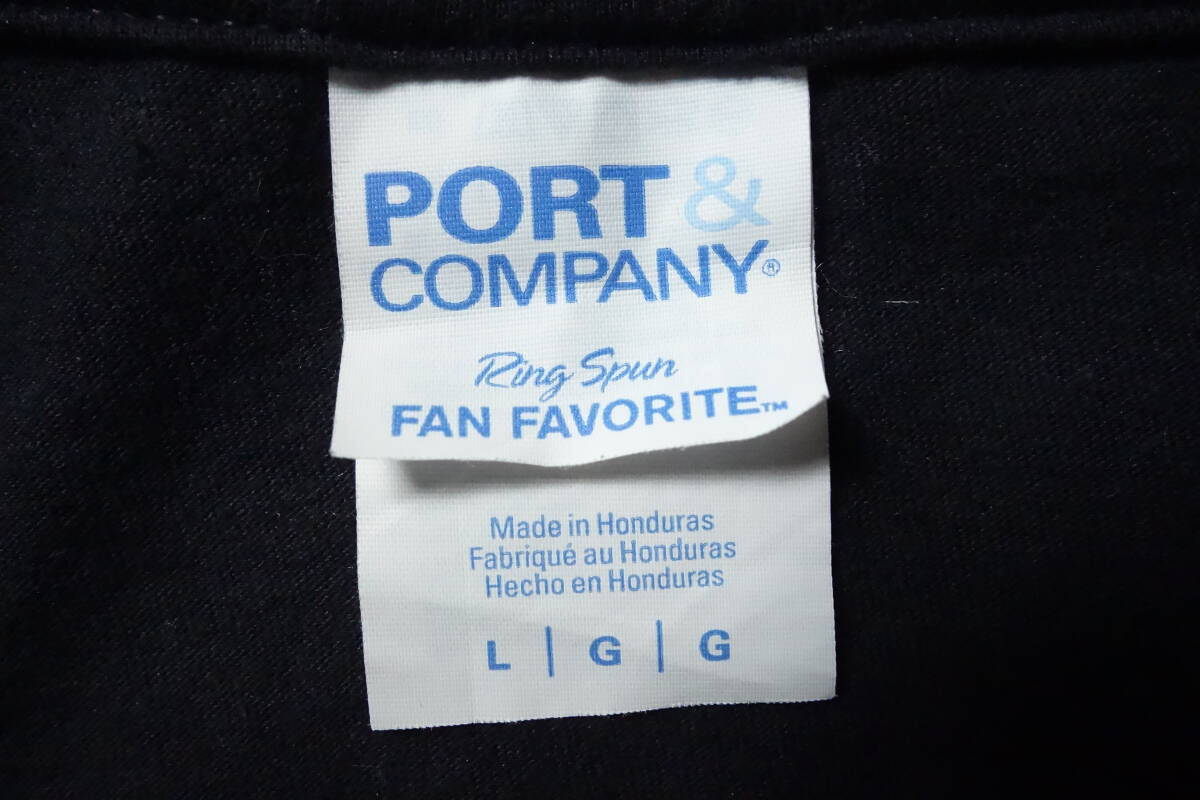 PORT &
COMPANY®
Ring Spun
FAN FAVORITE™
Made in Honduras
Fabriqué au Honduras
Hecho en Honduras
L | G | G